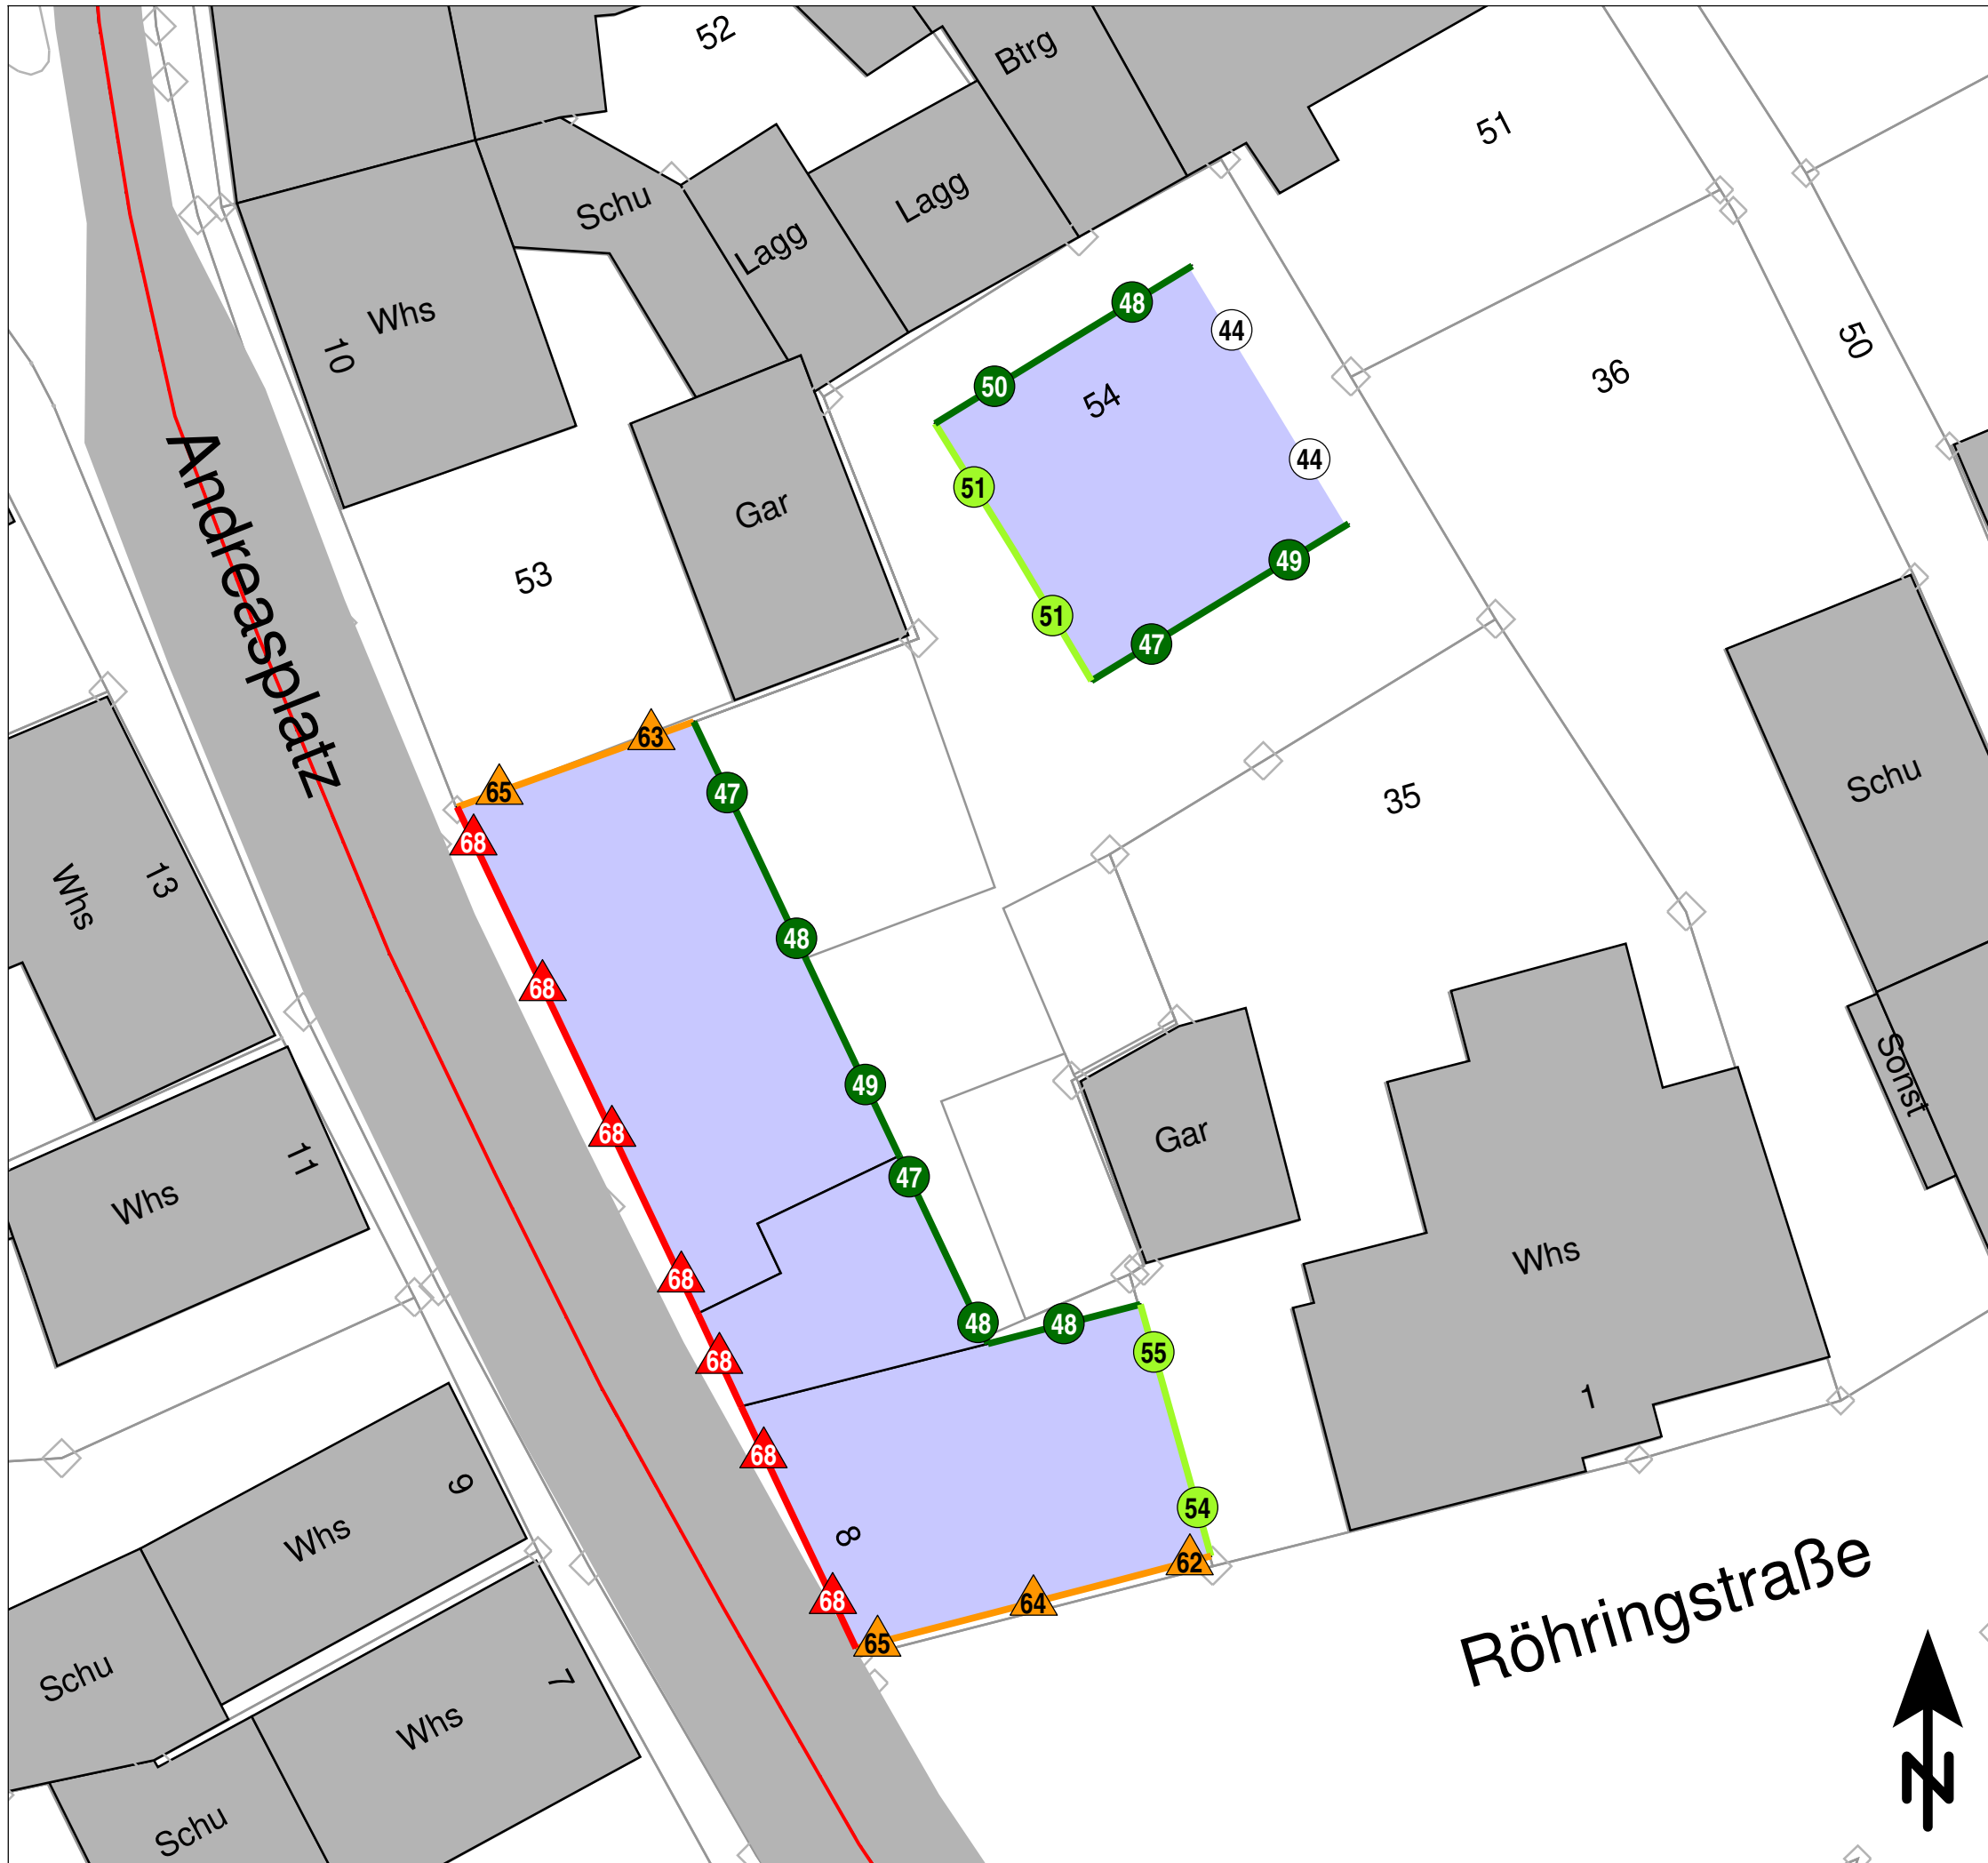 52
Btrg
51
Schu
Lagg
Lagg
48
44
Whs
10
50
50
54
36
44
51
Gar
49
53
51
47
Andreasplatz
63
65
47
35
Schu
68
13
Whs
48
68
49
Sonst
68
Gar
11
47
Whs
Whs
68
48
48
68
55
1
68
9
54
Whs
8
62
68
64
65
Röhringstraße
Schu
7
Whs
Schu
N